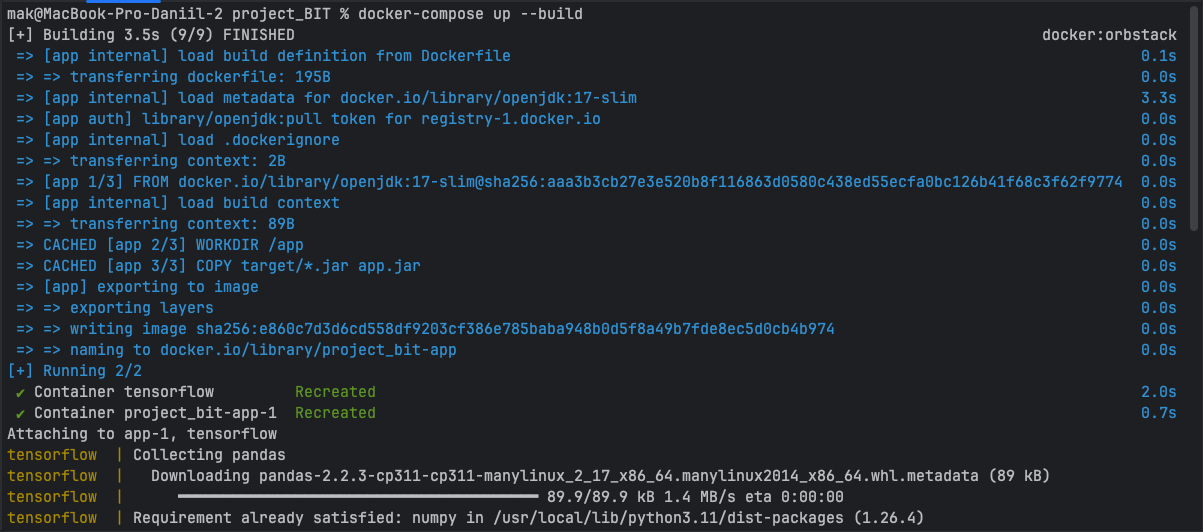 mak@MacBook-Pro-Daniil-2 project_BIT % docker-compose up --build
[+] Building 3.5s (9/9) FINISHED docker:orbstack
=> [app internal] load build definition from Dockerfile 0.1s
=> => transferring dockerfile: 195B 0.0s
=> [app internal] load metadata for docker.io/library/openjdk:17-slim 3.3s
=> [app auth] library/openjdk:pull token for registry-1.docker.io 0.0s
=> [app internal] load .dockerignore 0.0s
=> => transferring context: 2B 0.0s
=> [app 1/3] FROM docker.io/library/openjdk:17-slim@sha256:aaa3b3cb27e3e520b8f116863d0580c438ed55ecfa0bc126b41f68c3f62f9774 0.0s
=> [app internal] load build context 0.0s
=> => transferring context: 89B 0.0s
=> CACHED [app 2/3] WORKDIR /app 0.0s
=> CACHED [app 3/3] COPY target/*.jar app.jar 0.0s
=> [app] exporting to image 0.0s
=> => exporting layers 0.0s
=> => writing image sha256:e860c7d3d6cd558df9203cf386e785baba948b0d5f8a49b7fde8ec5d0cb4b974 0.0s
=> => naming to docker.io/library/project_bit-app 0.0s
[+] Running 2/2
✔ Container tensorflow Recreated 2.0s
✔ Container project_bit-app-1 Recreated 0.7s
Attaching to app-1, tensorflow
tensorflow | Collecting pandas
tensorflow | Downloading pandas-2.2.3-cp311-cp311-manylinux_2_17_x86_64.manylinux2014_x86_64.whl.metadata (89 kB)
tensorflow | ━━━━━━━━━━━━━━━━━━━━━━━━━━━━━━━━━━━━━━━━ 89.9/89.9 kB 1.4 MB/s eta 0:00:00
tensorflow | Requirement already satisfied: numpy in /usr/local/lib/python3.11/dist-packages (1.26.4)